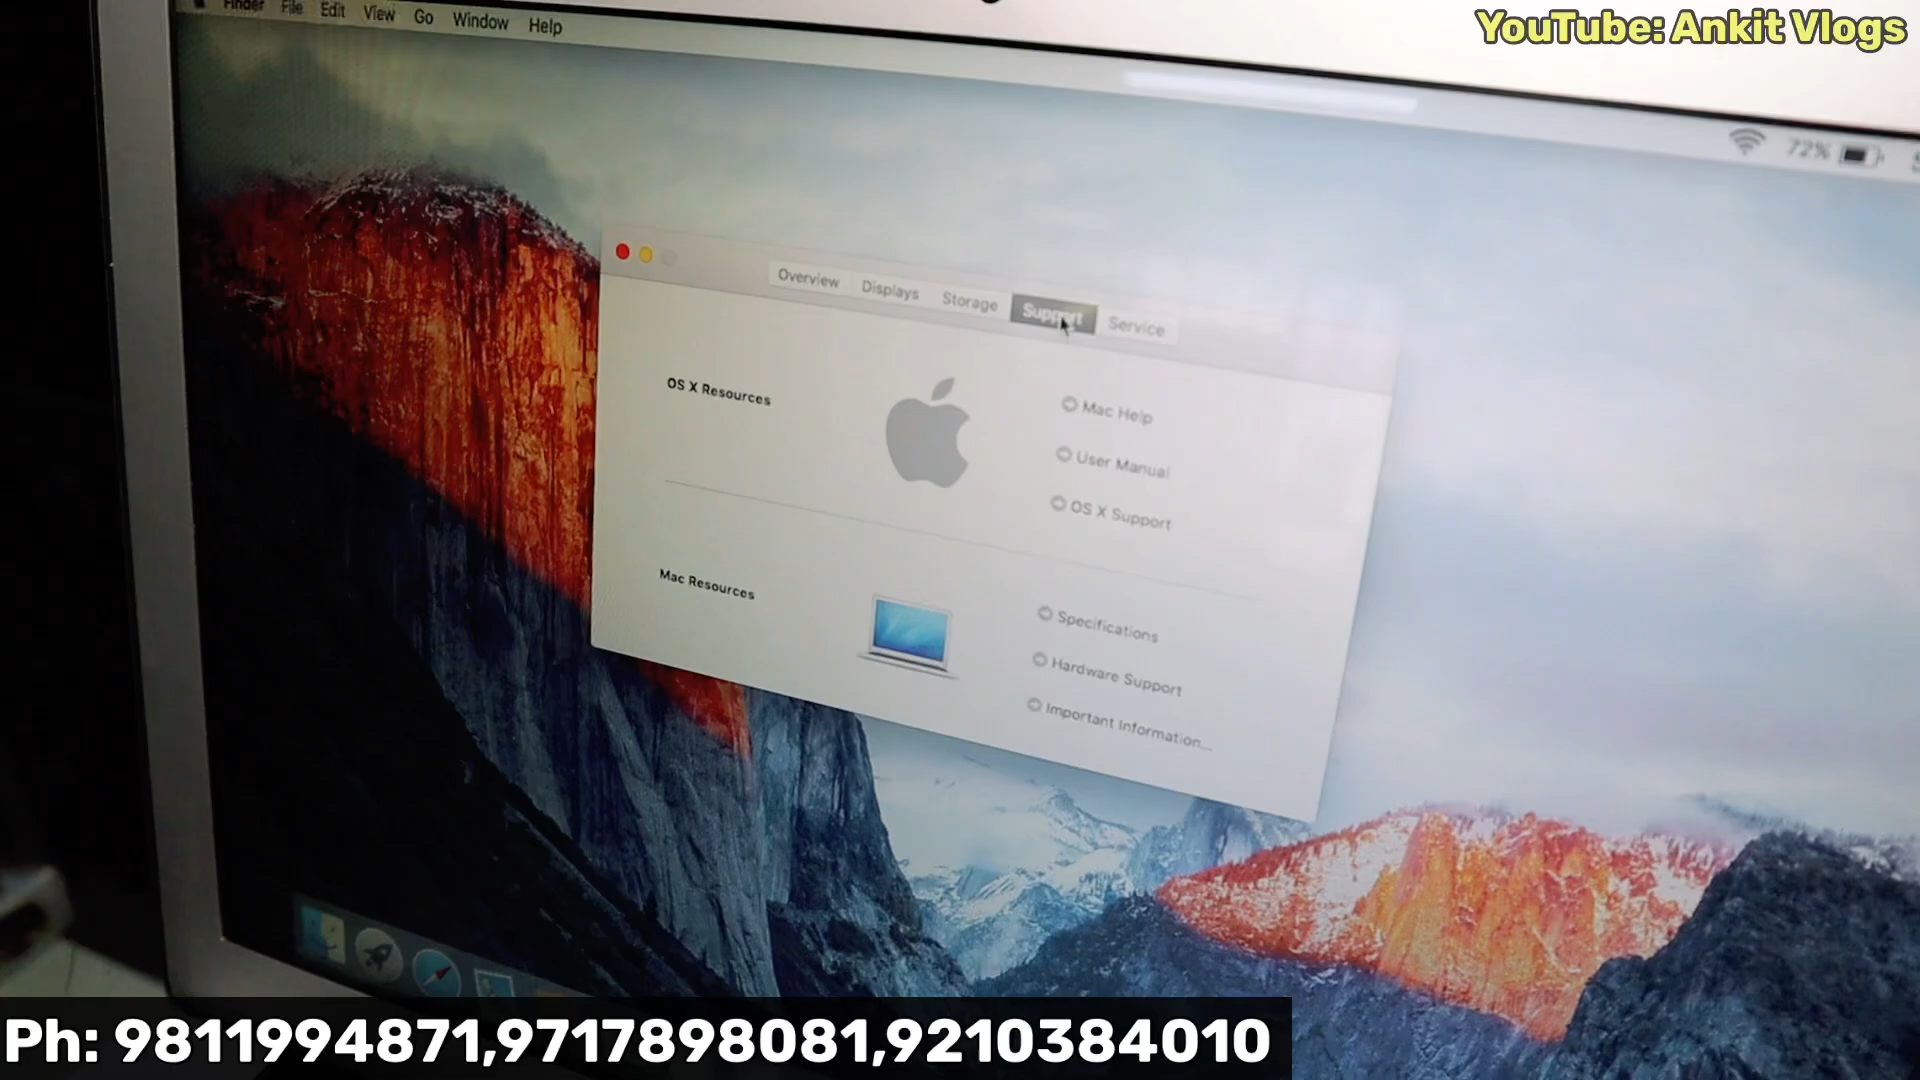 YouTube: Ankit Vlogs
Finder File Edit View Go Window Help
72%
Overview Displays Storage Support Service
OS X Resources
Mac Help
User Manual
OS X Support
Mac Resources
Specifications
Hardware Support
Important Information...
Ph: 9811994871,9717898081,9210384010